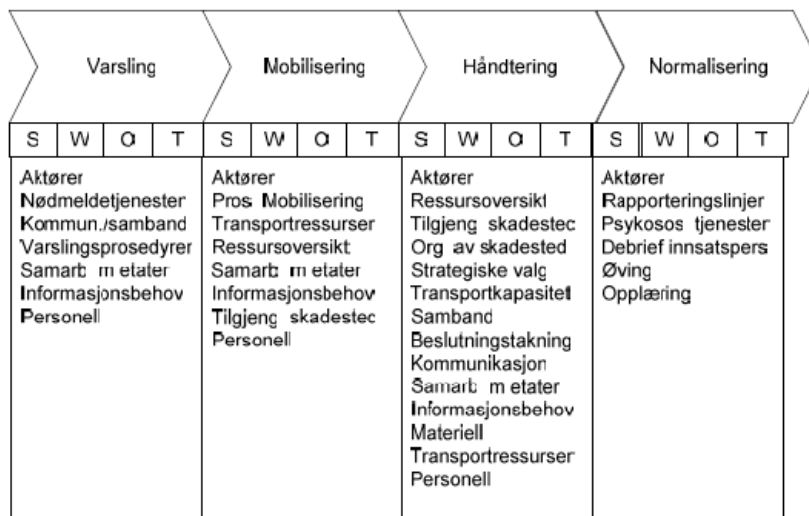 Varsling
Mobilisering
Håndtering
Normalisering
S W O T S W O T S W O T S W O T
Aktører
Nødmeldetjenester
Kommun./samband
Varslingsprosedyrer
Samarb m etater
Informasjonsbehov
Personell
Aktører
Pros Mobilisering
Transportressurser
Ressursoversikt
Samarb m etater
Informasjonsbehov
Tilgjeng skadested
Personell
Aktører
Ressursoversikt
Tilgjeng skadested
Org av skadested
Strategiske valg
Transportkapasitet
Samband
Beslutningstakning
Kommunikasjon
Samarb m etater
Informasjonsbehov
Materiell
Transportressurser
Personell
Aktører
Rapporteringslinjer
Psykosos tjenester
Debrief innsatspers
Øving
Opplæring